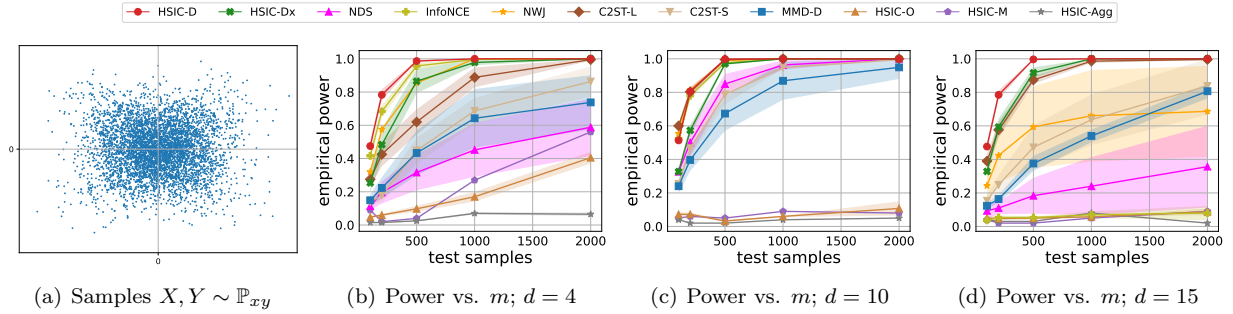 HSIC-D HSIC-Dx NDS InfoNCE NWJ C2ST-L C2ST-S MMD-D HSIC-O HSIC-M HSIC-Agg
0
0
(a) Samples X, Y ∼ ℙxy
empirical power
1.0
0.8
0.6
0.4
0.2
0.0
500 1000 1500 2000
test samples
(b) Power vs. m; d = 4
empirical power
1.0
0.8
0.6
0.4
0.2
0.0
500 1000 1500 2000
test samples
(c) Power vs. m; d = 10
empirical power
1.0
0.8
0.6
0.4
0.2
0.0
500 1000 1500 2000
test samples
(d) Power vs. m; d = 15